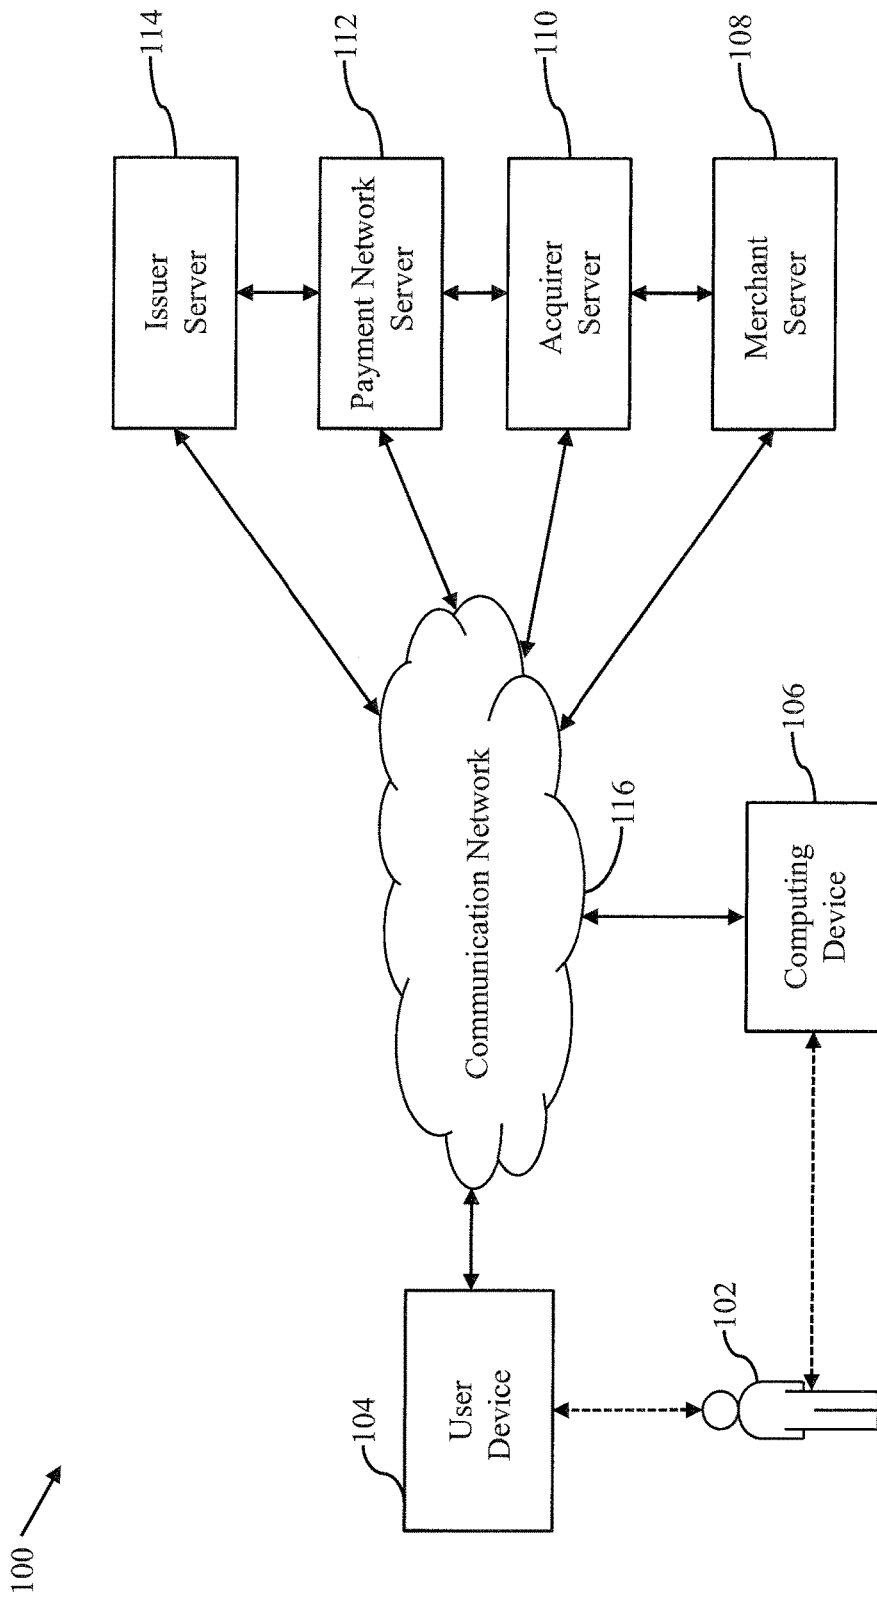 100
104
User
Device
102
Communication Network
116
106
Computing
Device
Issuer
Server
114
Payment Network
Server
112
Acquirer
Server
110
Merchant
Server
108